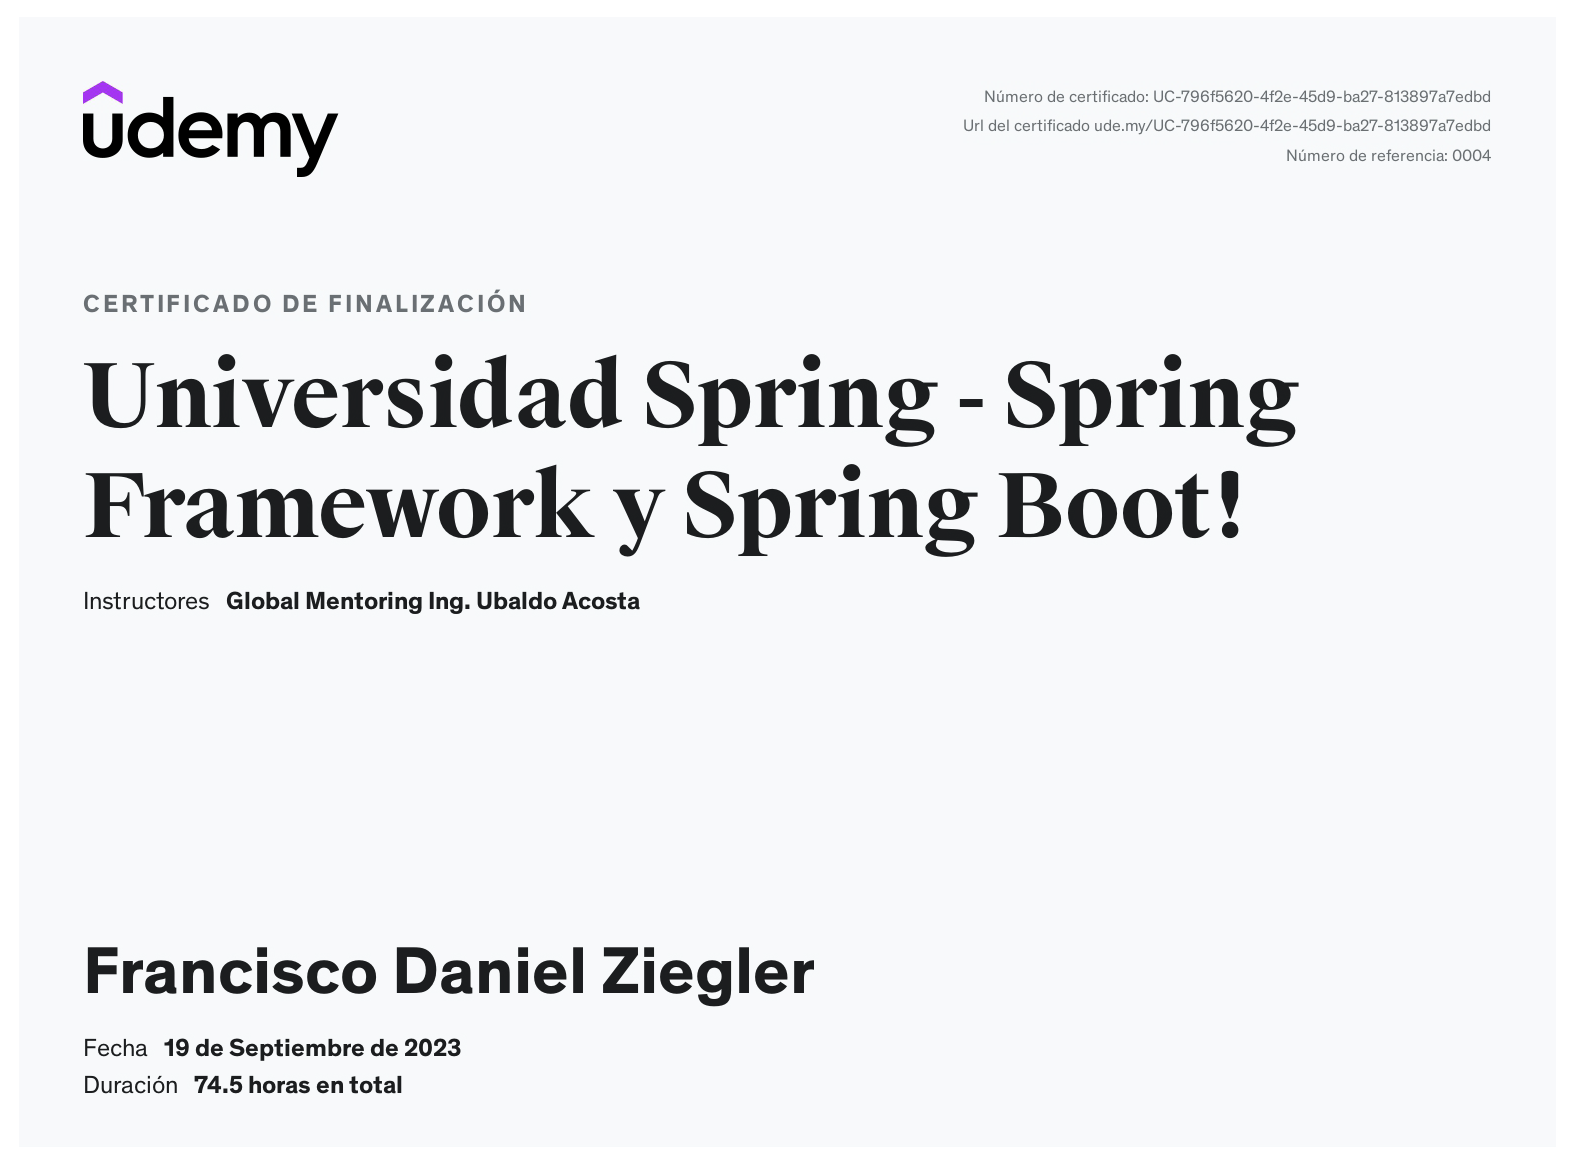 udemy
Número de certificado: UC-796f5620-4f2e-45d9-ba27-813897a7edbd
Url del certificado ude.my/UC-796f5620-4f2e-45d9-ba27-813897a7edbd
Número de referencia: 0004
CERTIFICADO DE FINALIZACIÓN
Universidad Spring - Spring
Framework y Spring Boot!
Instructores Global Mentoring Ing. Ubaldo Acosta
Francisco Daniel Ziegler
Fecha 19 de Septiembre de 2023
Duración 74.5 horas en total